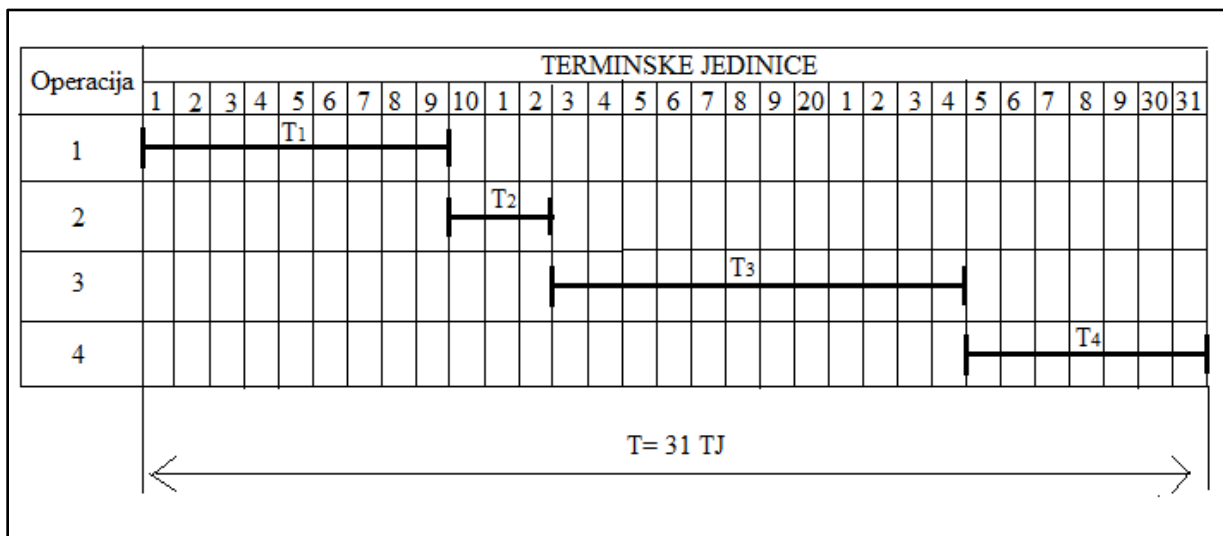 TERMINSKE JEDINICE
Operacija
1 2 3 4 5 6 7 8 9 10 1 2 3 4 5 6 7 8 9 20 1 2 3 4 5 6 7 8 9 30 31
1 T1
2 T2
3 T3
4 T4
T= 31 TJ